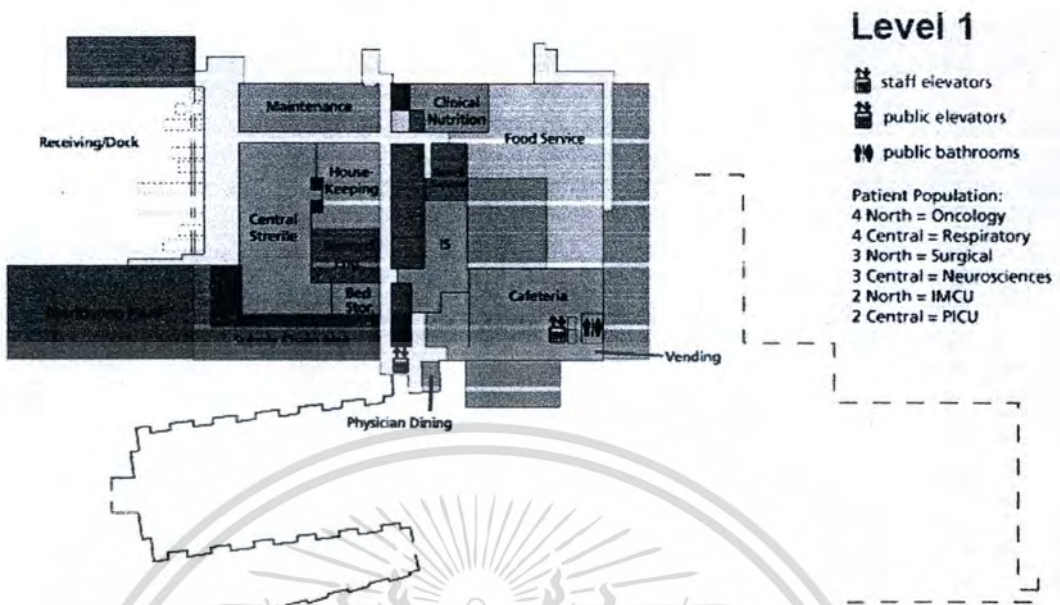 Level 1
staff elevators
public elevators
public bathrooms
Patient Population:
4 North = Oncology
4 Central = Respiratory
3 North = Surgical
3 Central = Neurosciences
2 North = IMCU
2 Central = PICU
Maintenance
Clinical
Nutrition
Food Service
Receiving/Dock
House-
Keeping
Central
Strerile
IS
Bed
Stor.
Cafeteria
Vending
Physician Dining